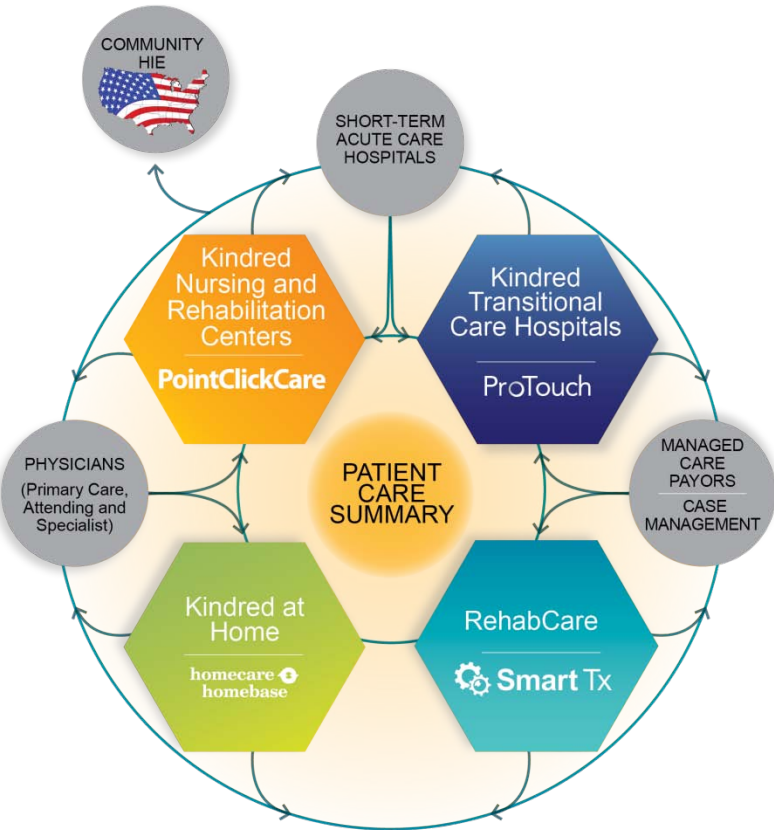 COMMUNITY
HIE
SHORT-TERM
ACUTE CARE
HOSPITALS
Kindred
Nursing and
Rehabilitation
Centers
PointClickCare
Kindred
Transitional
Care Hospitals
ProTouch
PHYSICIANS
(Primary Care,
Attending and
Specialist)
PATIENT
CARE
SUMMARY
MANAGED
CARE
PAYORS
CASE
MANAGEMENT
Kindred at
Home
homecare
homebase
RehabCare
Smart Tx